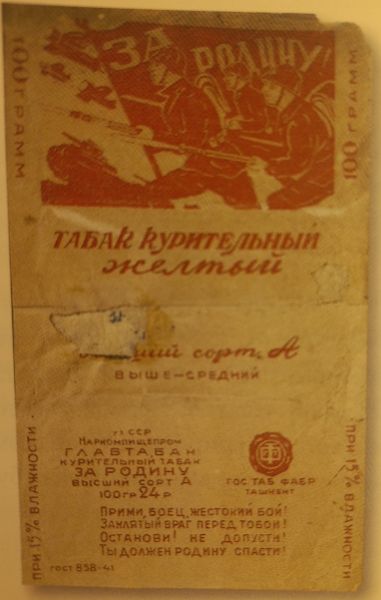 ЗА РОДИНУ!
100 ГРАММ
100 ГРАММ
ТАБАК КУРИТЕЛЬНЫЙ
желтый
сорт, А
ВЫШЕ-СРЕДНИЙ
СССР
НАРКОМПИЩЕПРОМ
ГЛАВТАБАК
КУРИТЕЛЬНЫЙ ТАБАК
ЗА РОДИНУ
ВЫСШИЙ СОРТ А
100 ГР 24 Р
ГОС ТАБ ФАБР
ТАШКЕНТ
ПРИМИ, БОЕЦ, ЖЕСТОКИЙ БОЙ!
ЗАКЛЯТЫЙ ВРАГ ПЕРЕД ТОБОЙ!
ОСТАНОВИ! НЕ ДОПУСТИ!
ТЫ ДОЛЖЕН РОДИНУ СПАСТИ!
ГОСТ 858-41
ПРИ 15% ВЛАЖНОСТИ
ПРИ 15% ВЛАЖНОСТИ